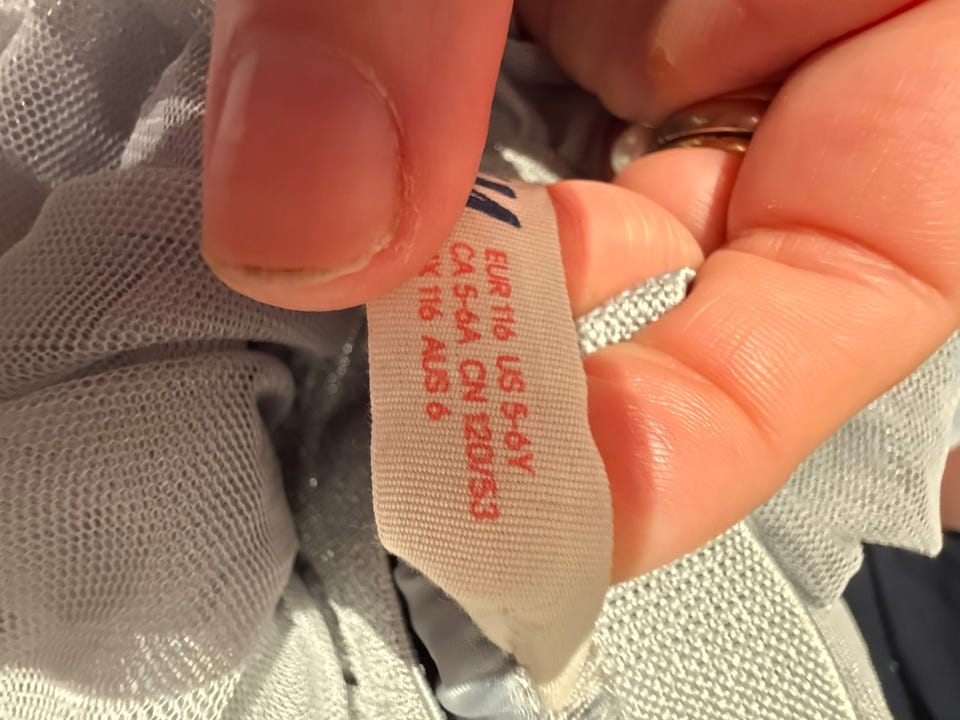 EUR 116 US 5-6Y
CA 5-6A CN 120/53
116 AUS 6